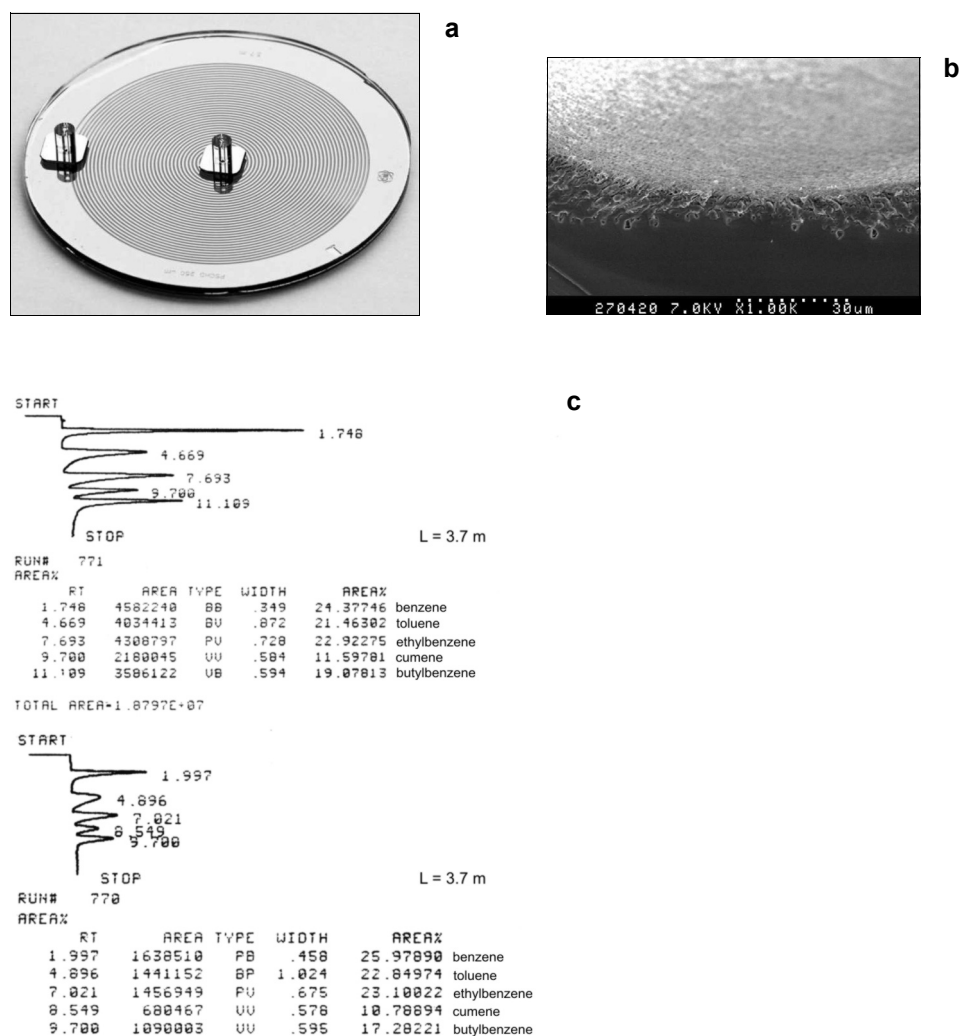 a
b
270420 7.0KV X1.00K 30um
c
START
1.748
4.669
7.693
9.700
11.109
STOP
L = 3.7 m
RUN# 771
AREA%
RT AREA TYPE WIDTH AREA%
1.748 4582240 BB .349 24.37746 benzene
4.669 4034413 BV .872 21.46302 toluene
7.693 4308797 PV .728 22.92275 ethylbenzene
9.700 2180045 VV .584 11.59781 cumene
11.109 3586122 VB .594 19.07813 butylbenzene
TOTAL AREA=1.8797E+07
START
1.997
4.896
7.021
8.549
9.700
STOP
L = 3.7 m
RUN# 770
AREA%
RT AREA TYPE WIDTH AREA%
1.997 1638510 PB .458 25.97890 benzene
4.896 1441152 BP 1.024 22.84974 toluene
7.021 1456949 PV .675 23.10022 ethylbenzene
8.549 680467 VV .578 10.78894 cumene
9.700 1090003 VV .595 17.28221 butylbenzene